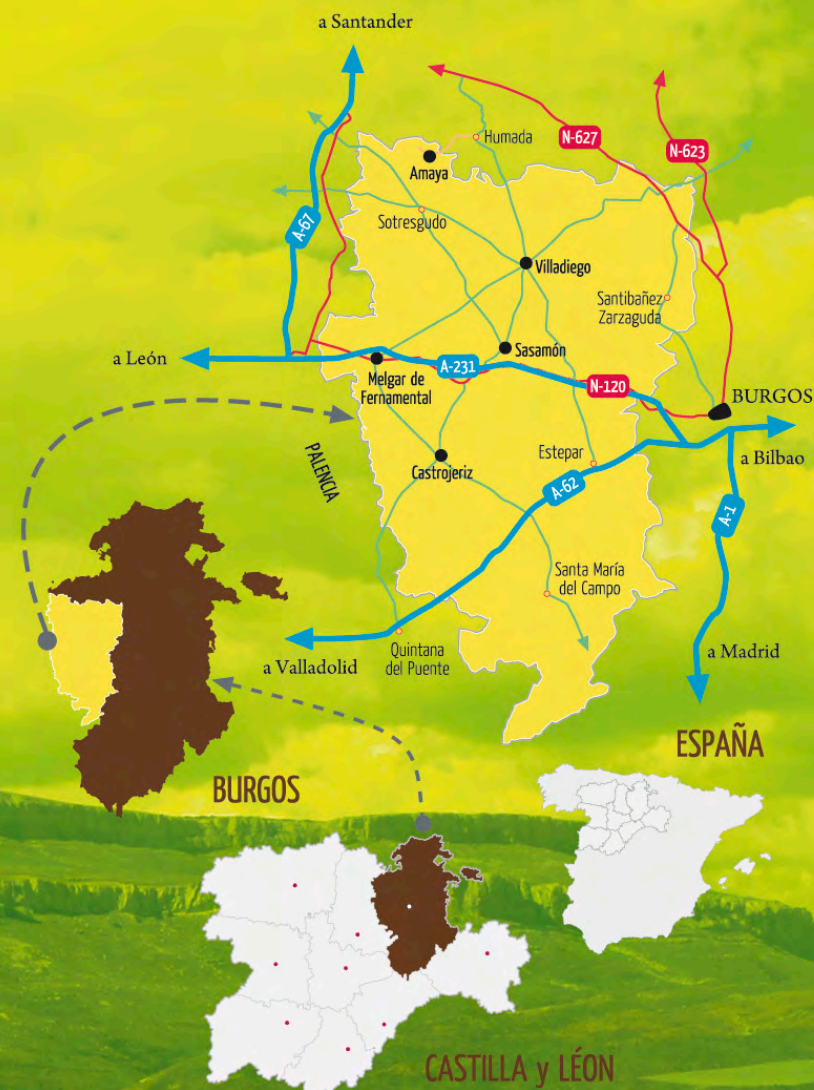 a Santander
Humada
N-627
N-623
Amaya
A-67
Sotresgudo
Villadiego
Santibañez
Zarzaguda
a León
Sasamón
A-231
Melgar de
Fernamental
N-120
BURGOS
a Bilbao
PALENCIA
Castrojeriz
Estepar
A-62
A-1
Santa María
del Campo
Quintana
del Puente
a Valladolid
a Madrid
ESPAÑA
BURGOS
CASTILLA y LÉON